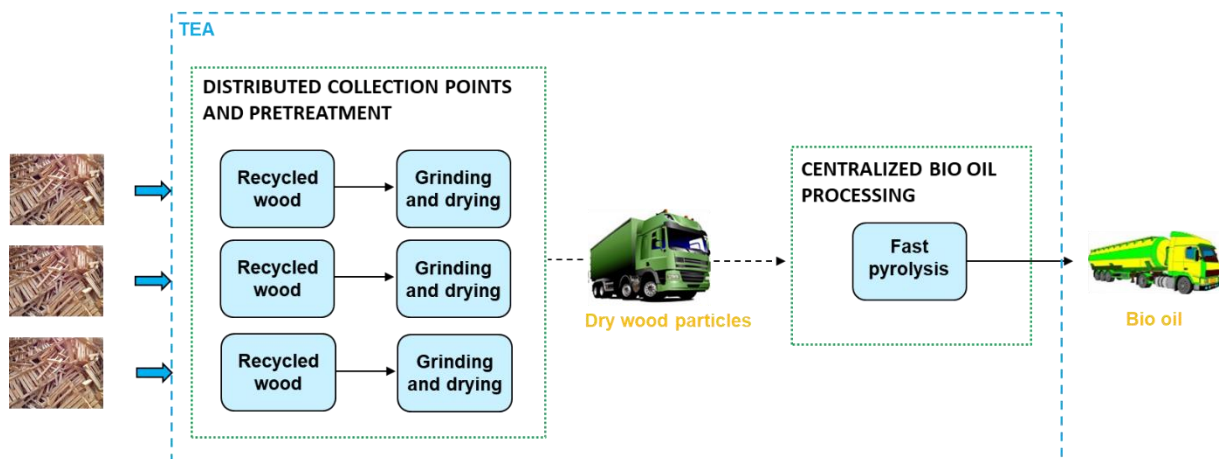 TEA
DISTRIBUTED COLLECTION POINTS
AND PRETREATMENT
Recycled
wood
Grinding
and drying
Recycled
wood
Grinding
and drying
Recycled
wood
Grinding
and drying
Dry wood particles
CENTRALIZED BIO OIL
PROCESSING
Fast
pyrolysis
Bio oil